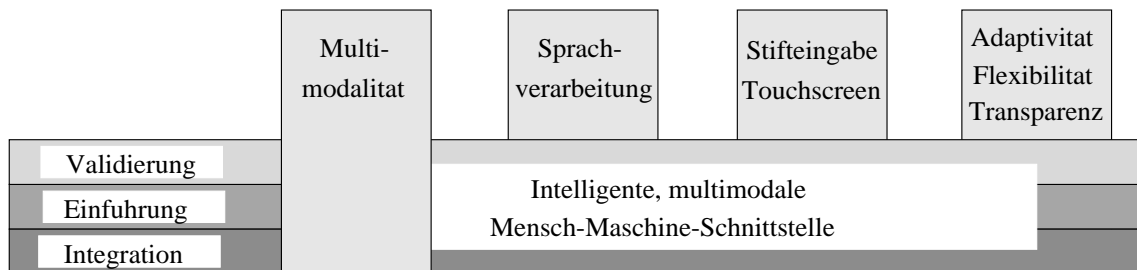 Multi-
modalitat
Sprach-
verarbeitung
Stifteingabe
Touchscreen
Adaptivitat
Flexibilitat
Transparenz
Validierung
Einfuhrung
Integration
Intelligente, multimodale
Mensch-Maschine-Schnittstelle